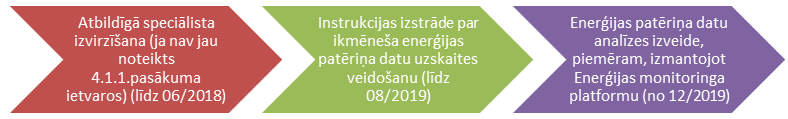 Atbildīgā speciālista
izvirzīšana (ja nav jau
noteikts
4.1.1.pasākuma
ietvaros) (līdz 06/2018)
Instrukcijas izstrāde par
ikmēneša enerģijas
patēriņa datu uzskaites
veidošanu (līdz
08/2019)
Enerģijas patēriņa datu
analīzes izveide,
piemēram, izmantojot
Enerģijas monitoringa
platformu (no 12/2019)